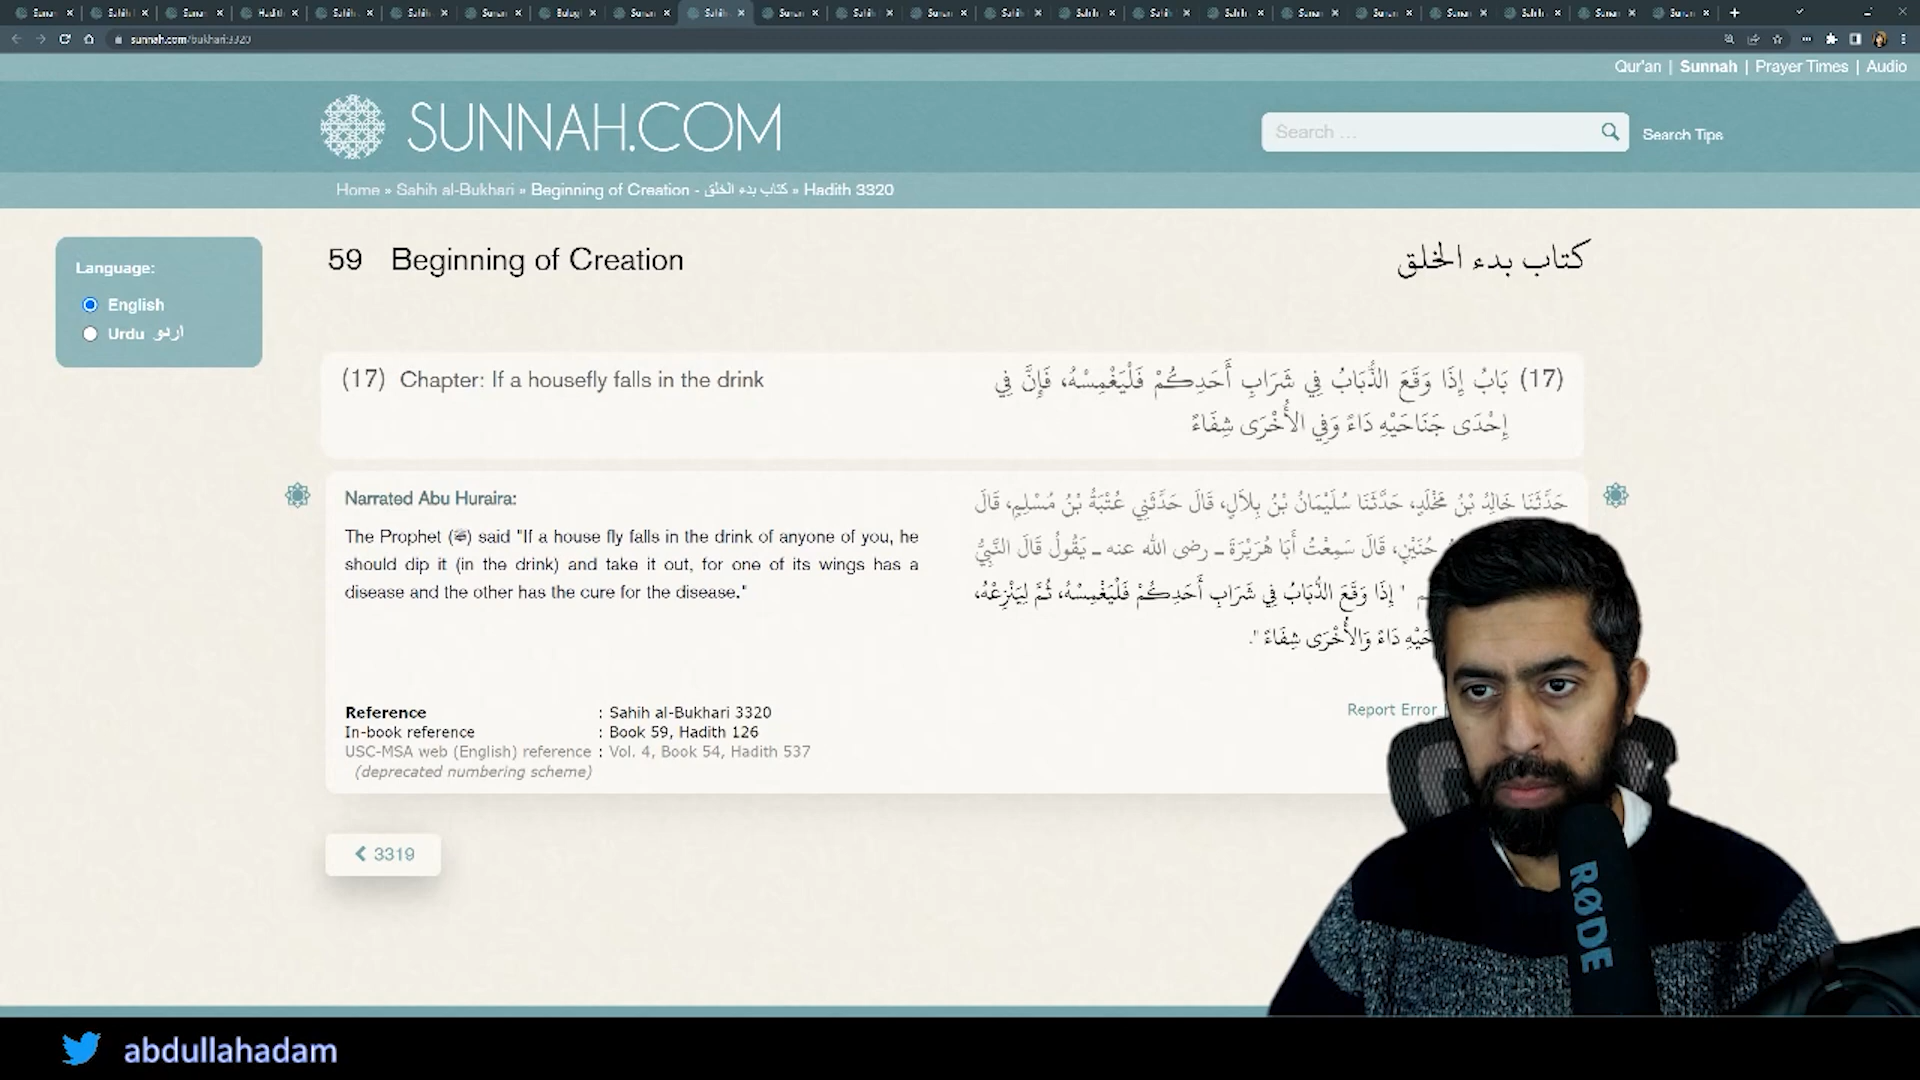 sunnah.com/bukhari:3320
Qur'an | Sunnah | Prayer Times | Audio
SUNNAH.COM
Search ...
Search Tips
Home » Sahih al-Bukhari » Beginning of Creation - كتاب بدء الخلق » Hadith 3320
Language:
English
Urdu اردو
59 Beginning of Creation
كتاب بدء الخلق
(17) Chapter: If a housefly falls in the drink
(17) بَابُ إِذَا وَقَعَ الذُّبَابُ فِي شَرَابِ أَحَدِكُمْ فَلْيَغْمِسْهُ، فَإِنَّ فِي
إِحْدَى جَنَاحَيْهِ دَاءً وَفِي الأُخْرَى شِفَاءً
Narrated Abu Huraira:
The Prophet (ﷺ) said "If a house fly falls in the drink of anyone of you, he
should dip it (in the drink) and take it out, for one of its wings has a
disease and the other has the cure for the disease."
حَدَّثَنَا خَالِدُ بْنُ مَخْلَدٍ، حَدَّثَنَا سُلَيْمَانُ بْنُ بِلاَلٍ، قَالَ حَدَّثَنِي عُتْبَةُ بْنُ مُسْلِمٍ، قَالَ
حُنَيْنٍ، قَالَ سَمِعْتُ أَبَا هُرَيْرَةَ ـ رضى الله عنه ـ يَقُولُ قَالَ النَّبِيُّ
" إِذَا وَقَعَ الذُّبَابُ فِي شَرَابِ أَحَدِكُمْ فَلْيَغْمِسْهُ، ثُمَّ لِيَنْزِعْهُ،
دَاءً وَالأُخْرَى شِفَاءً ".
Reference : Sahih al-Bukhari 3320
In-book reference : Book 59, Hadith 126
USC-MSA web (English) reference : Vol. 4, Book 54, Hadith 537
(deprecated numbering scheme)
Report Error
3319
RØDE
abdullahadam